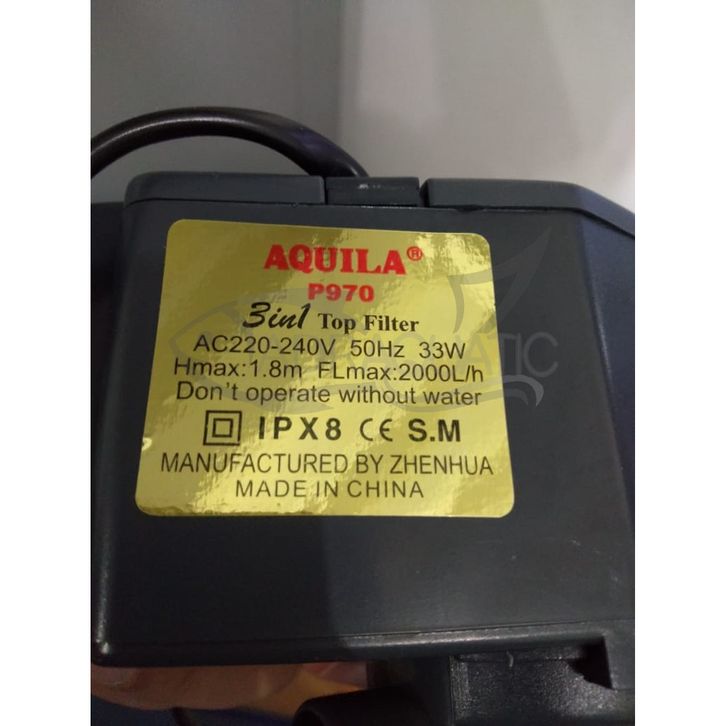 AQUILA®
P970
3in1 Top Filter
AC220-240V 50Hz 33W
Hmax:1.8m FLmax:2000L/h
Don't operate without water
IPX8 CE S.M
MANUFACTURED BY ZHENHUA
MADE IN CHINA